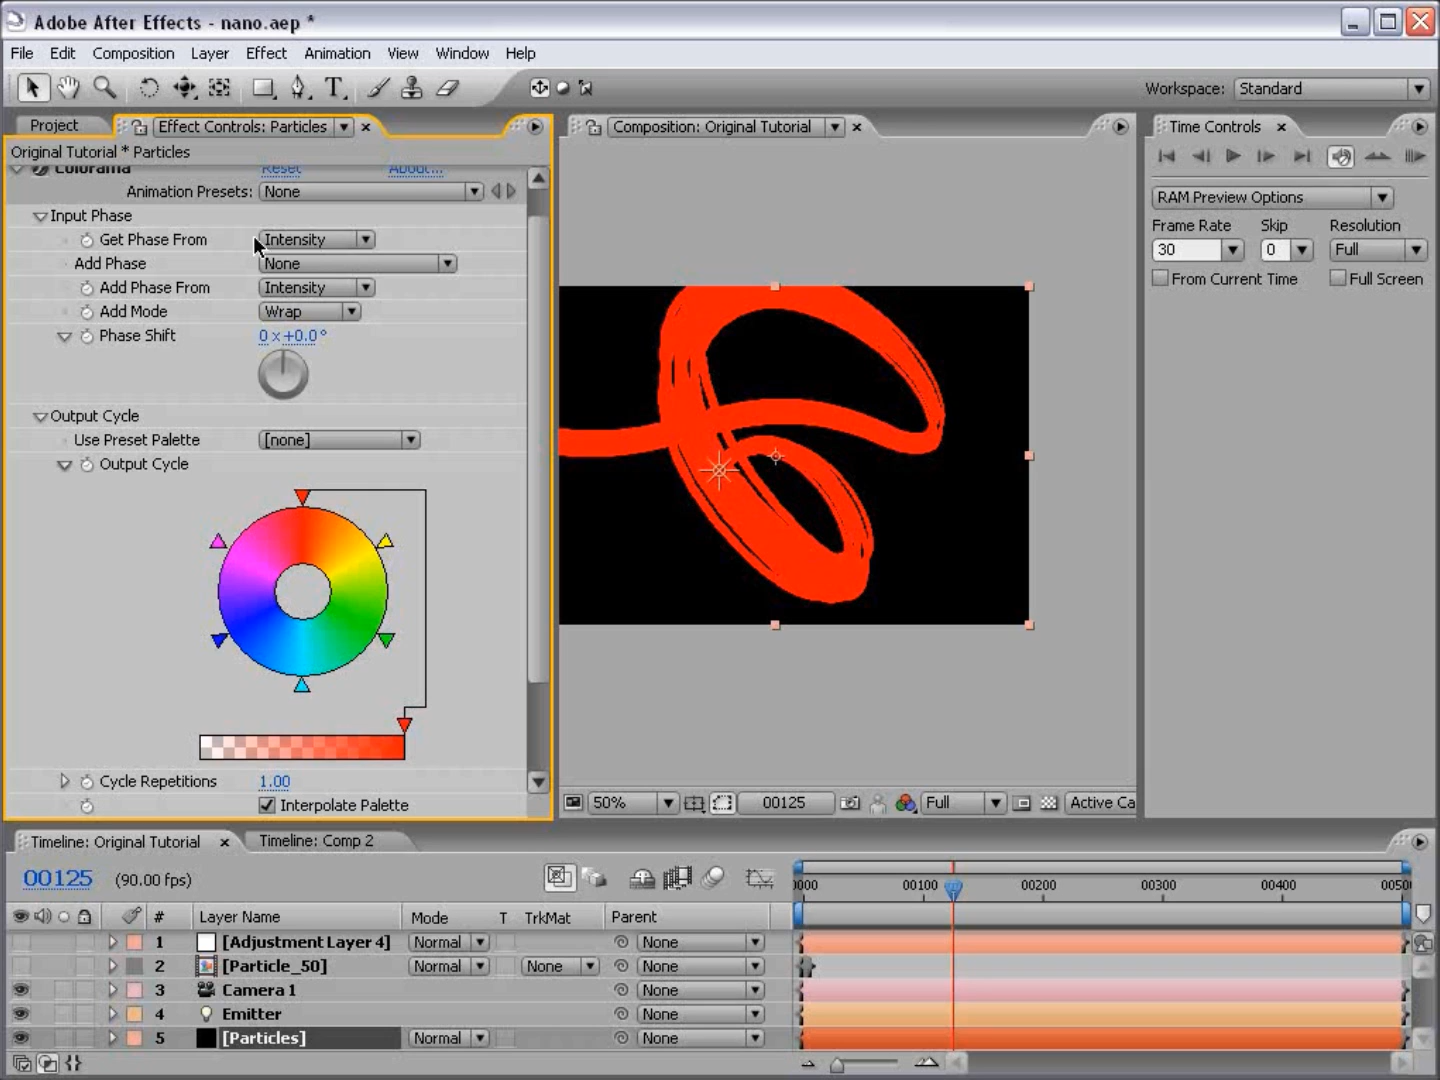 Adobe After Effects - nano.aep *
File Edit Composition Layer Effect Animation View Window Help
Workspace: Standard
Project Effect Controls: Particles Composition: Original Tutorial Time Controls
Original Tutorial * Particles
Colorama Reset About...
Animation Presets: None
RAM Preview Options
Input Phase
Frame Rate Skip Resolution
Get Phase From Intensity
30 0 Full
Add Phase None
From Current Time Full Screen
Add Phase From Intensity
Add Mode Wrap
Phase Shift 0 x +0.0°
Output Cycle
Use Preset Palette [none]
Output Cycle
Cycle Repetitions 1.00
Interpolate Palette
50% 00125 Full Active Ca
Timeline: Original Tutorial Timeline: Comp 2
00125 (90.00 fps)
0000 00100 00200 00300 00400 0050
# Layer Name Mode T TrkMat Parent
1 [Adjustment Layer 4] Normal None
2 [Particle_50] Normal None None
3 Camera 1 None
4 Emitter None
5 [Particles] Normal None